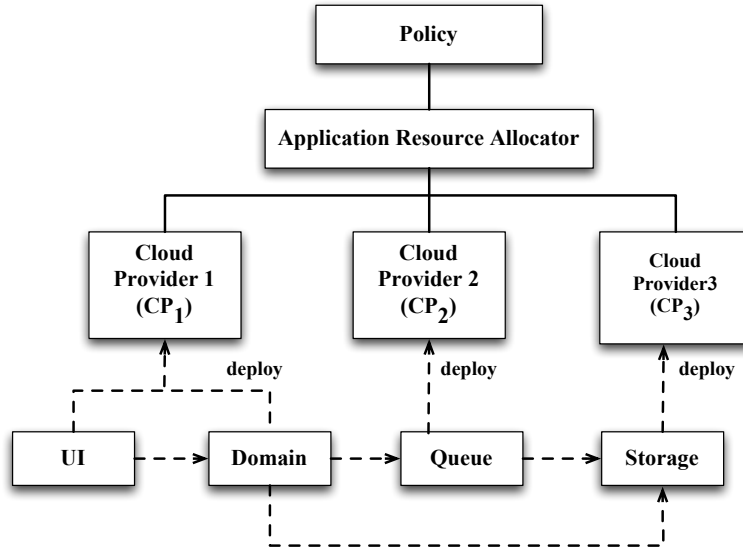 Policy
Application Resource Allocator
Cloud
Provider 1
(CP1)
Cloud
Provider 2
(CP2)
Cloud
Provider3
(CP3)
deploy
deploy
deploy
UI
Domain
Queue
Storage